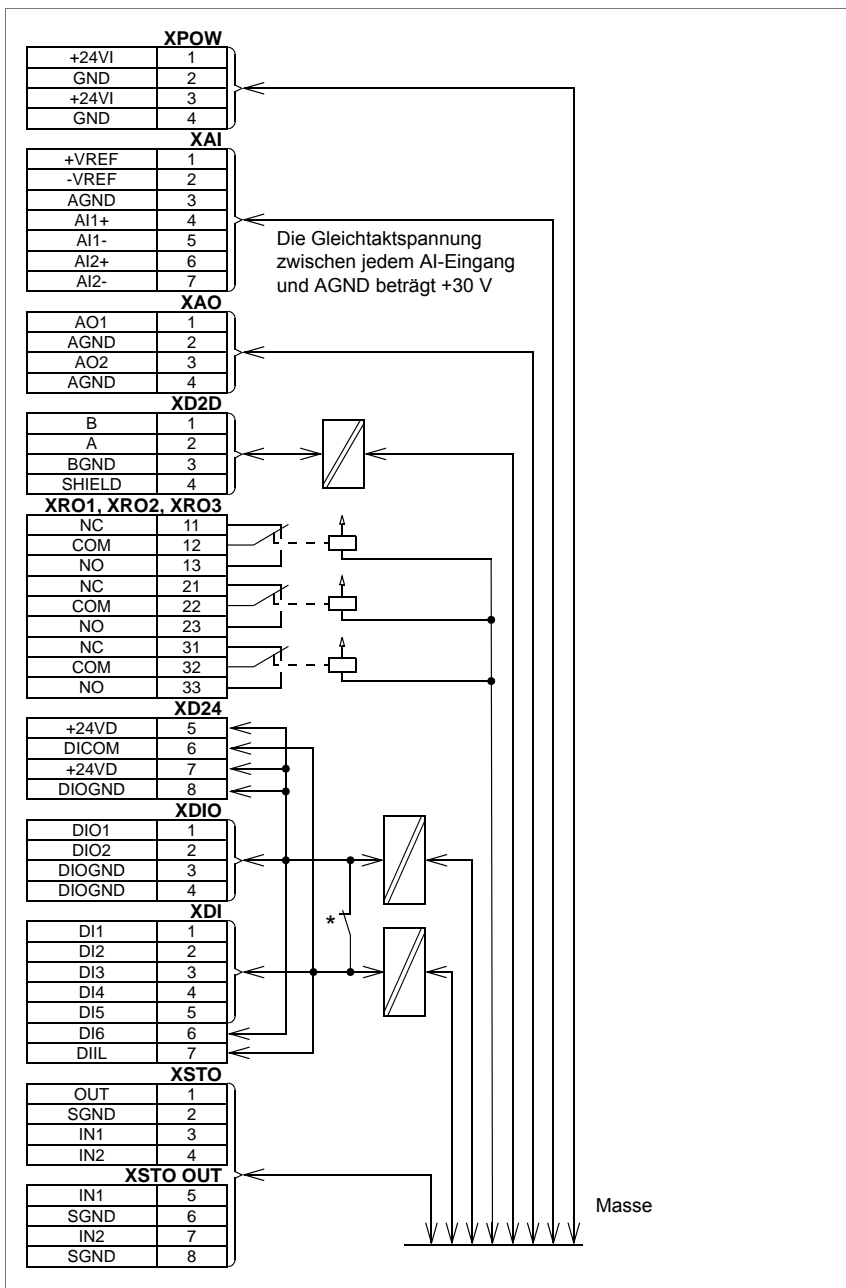 XPOW
+24VI 1
GND 2
+24VI 3
GND 4
XAI
+VREF 1
-VREF 2
AGND 3
AI1+ 4
AI1- 5
AI2+ 6
AI2- 7
Die Gleichtaktspannung
zwischen jedem AI-Eingang
und AGND beträgt +30 V
XAO
AO1 1
AGND 2
AO2 3
AGND 4
XD2D
B 1
A 2
BGND 3
SHIELD 4
XRO1, XRO2, XRO3
NC 11
COM 12
NO 13
NC 21
COM 22
NO 23
NC 31
COM 32
NO 33
XD24
+24VD 5
DICOM 6
+24VD 7
DIOGND 8
XDIO
DIO1 1
DIO2 2
DIOGND 3
DIOGND 4
XDI
DI1 1
*
DI2 2
DI3 3
DI4 4
DI5 5
DI6 6
DIIL 7
XSTO
OUT 1
SGND 2
IN1 3
IN2 4
XSTO OUT
IN1 5
SGND 6
IN2 7
SGND 8
Masse